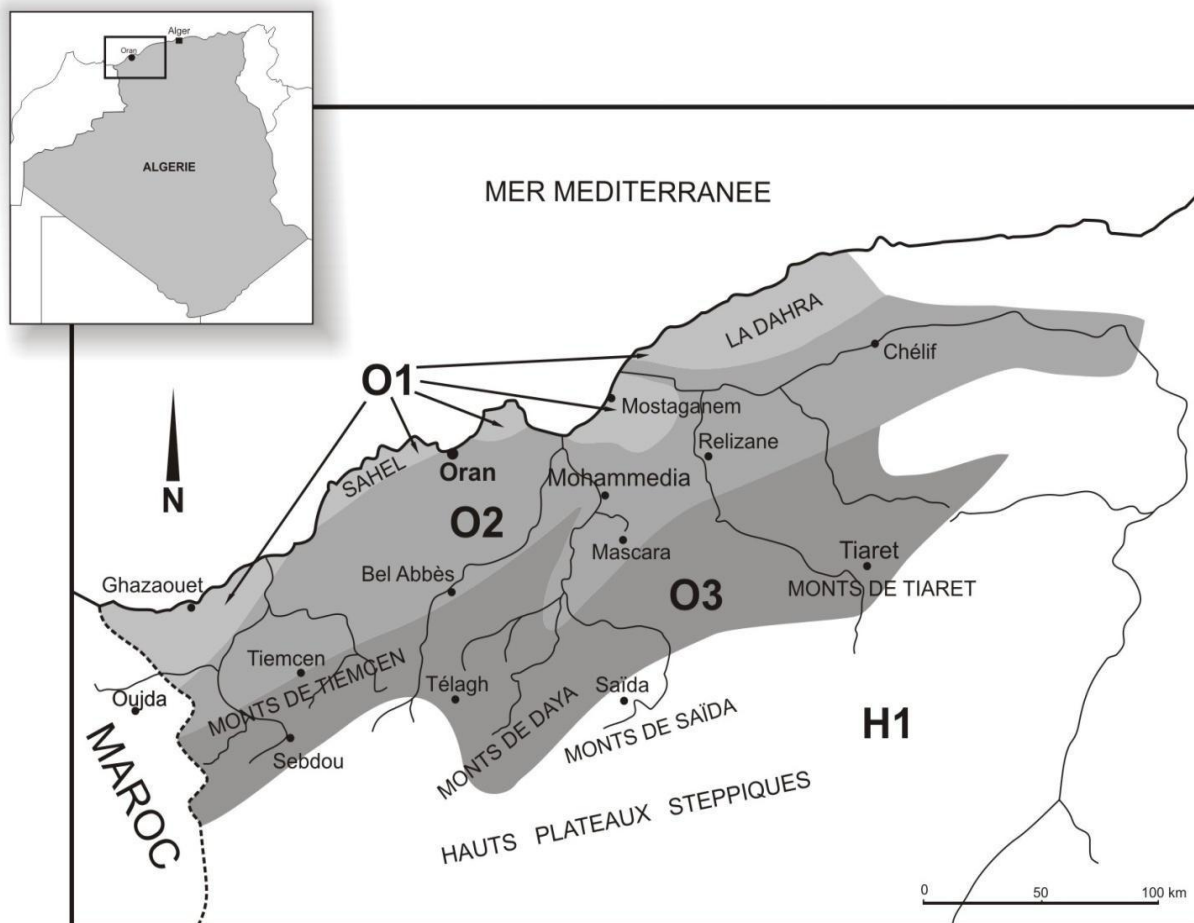 Alger
Oran
ALGERIE
MER MEDITERRANEE
LA DAHRA
Chélif
O1
Mostaganem
Relizane
SAHEL
Oran
Mohammedia
N
O2
Mascara
Tiaret
Bel Abbès
Ghazaouet
MONTS DE TIARET
O3
Tiemcen
MONTS DE TIEMCEN
Télagh
Saïda
Oujda
MONTS DE DAYA
MONTS DE SAÏDA
H1
Sebdou
MAROC
HAUTS PLATEAUX STEPPIQUES
0 50 100 km